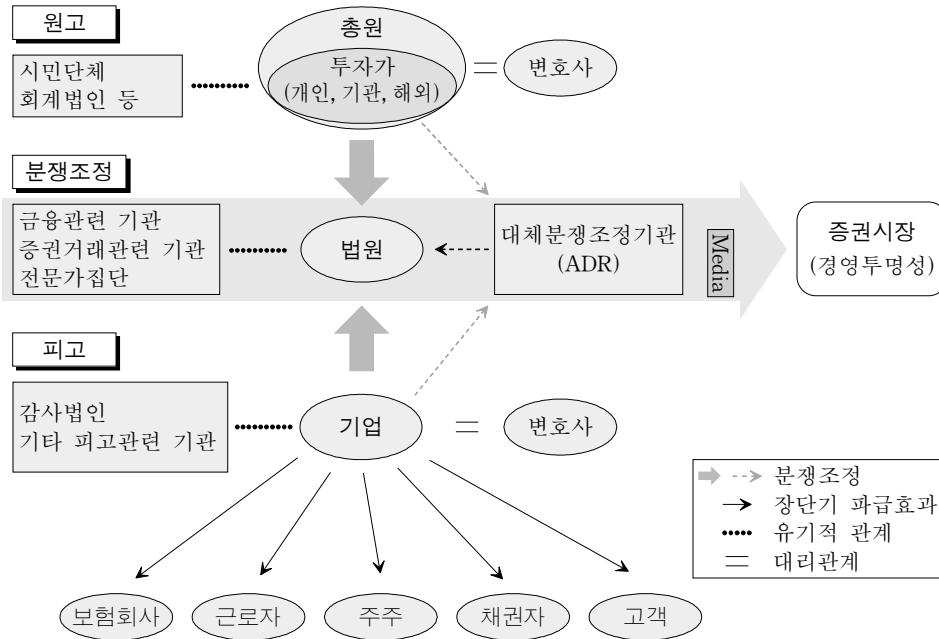 원고
총원
시민단체
회계법인 등
투자가
(개인, 기관, 해외)
변호사
분쟁조정
금융관련 기관
증권거래관련 기관
전문가집단
법원
대체분쟁조정기관
(ADR)
Media
증권시장
(경영투명성)
피고
감사법인
기타 피고관련 기관
기업
변호사
분쟁조정
장단기 파급효과
유기적 관계
대리관계
보험회사
근로자
주주
채권자
고객